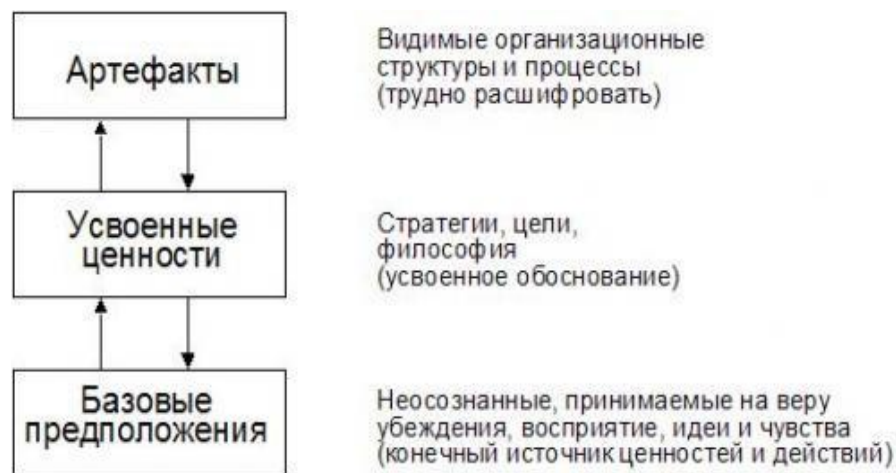 Артефакты
Видимые организационные
структуры и процессы
(трудно расшифровать)
Усвоенные
ценности
Стратегии, цели,
философия
(усвоенное обоснование)
Базовые
предположения
Неосознанные, принимаемые на веру
убеждения, восприятие, идеи и чувства
(конечный источник ценностей и действий)